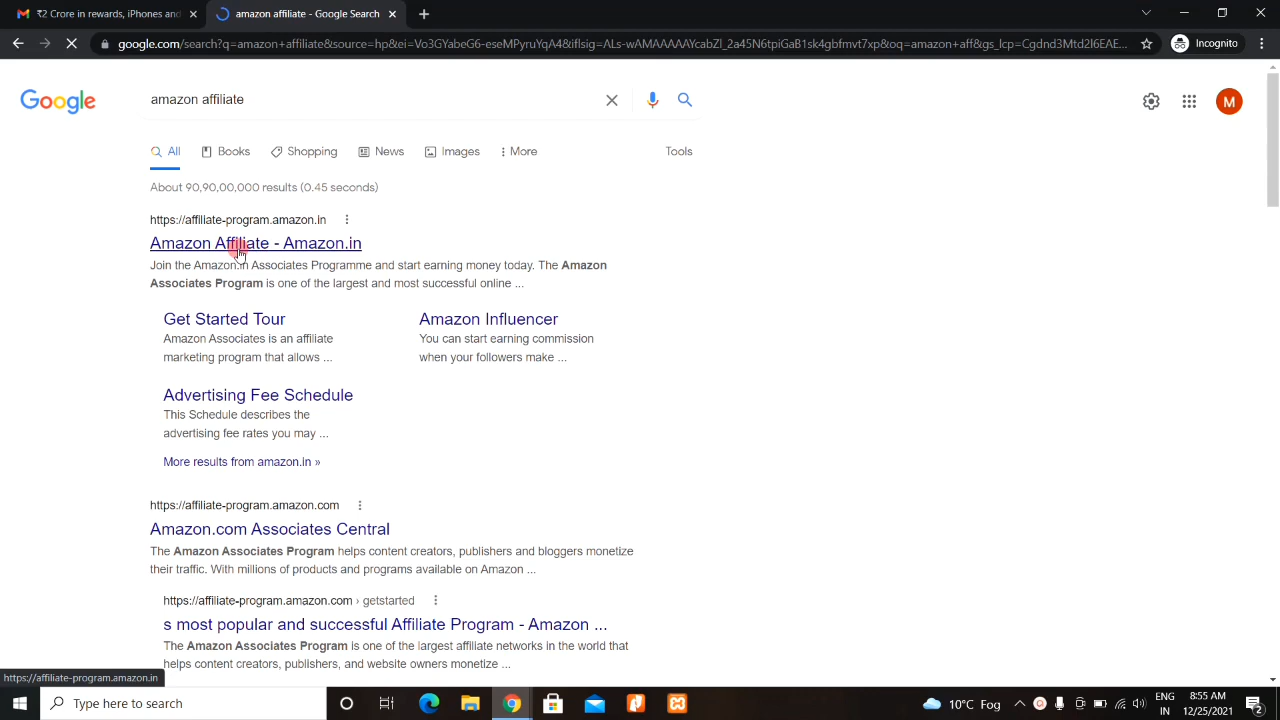 ₹2 Crore in rewards, iPhones and
amazon affiliate - Google Search
google.com/search?q=amazon+affiliate&source=hp&ei=Vo3GYabeG6-eseMPyruYqA4&iflsig=ALs-wAMAAAAAYcabZl_2a45N6tpiGaB1sk4gbfmvt7xp&oq=amazon+aff&gs_lcp=Cgdnd3Mtd2l6EAE...
Incognito
Google
amazon affiliate
M
All
Books
Shopping
News
Images
More
Tools
About 90,90,00,000 results (0.45 seconds)
https://affiliate-program.amazon.in
Amazon Affiliate - Amazon.in
Join the Amazon.in Associates Programme and start earning money today. The Amazon
Associates Program is one of the largest and most successful online ...
Get Started Tour
Amazon Influencer
Amazon Associates is an affiliate
marketing program that allows ...
You can start earning commission
when your followers make ...
Advertising Fee Schedule
This Schedule describes the
advertising fee rates you may ...
More results from amazon.in »
https://affiliate-program.amazon.com
Amazon.com Associates Central
The Amazon Associates Program helps content creators, publishers and bloggers monetize
their traffic. With millions of products and programs available on Amazon ...
https://affiliate-program.amazon.com › getstarted
s most popular and successful Affiliate Program - Amazon ...
The Amazon Associates Program is one of the largest affiliate networks in the world that
helps content creators, publishers, and website owners monetize ...
https://affiliate-program.amazon.in
Type here to search
10°C Fog
ENG
IN
8:55 AM
12/25/2021
2